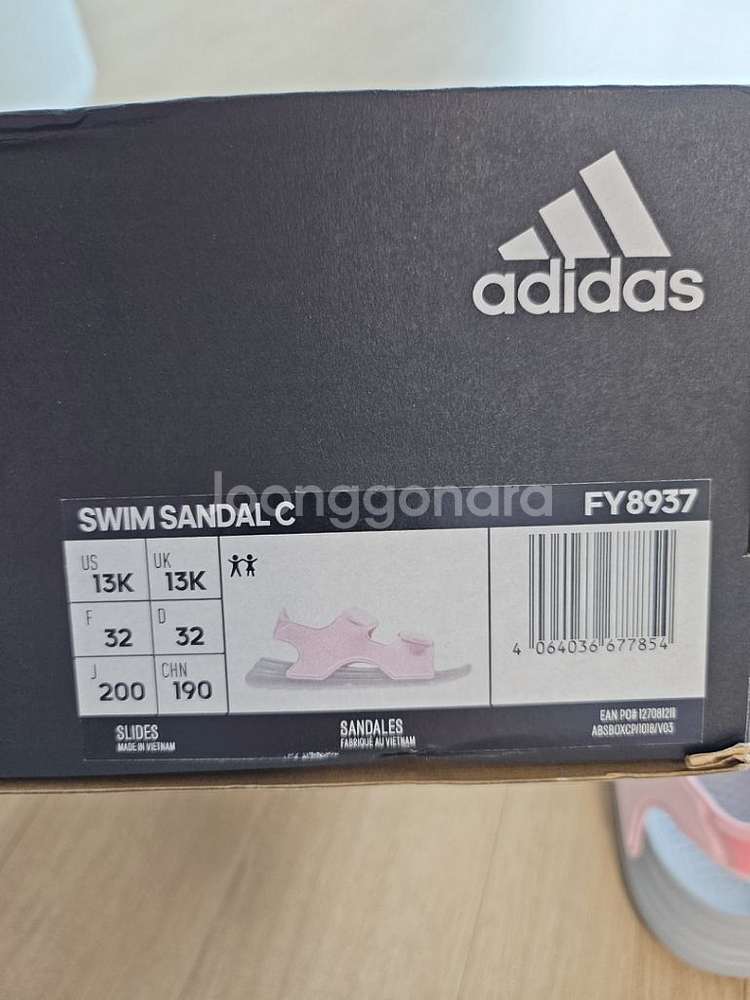 adidas
joonggonara
SWIM SANDAL C
FY8937
US 13K
UK 13K
F 32
D 32
J 200
CHN 190
4 064036 677854
SLIDES
MADE IN VIETNAM
SANDALES
FABRIQUÉ AU VIETNAM
EAN PO# 127081211
ABSBOXCP/1018/V03